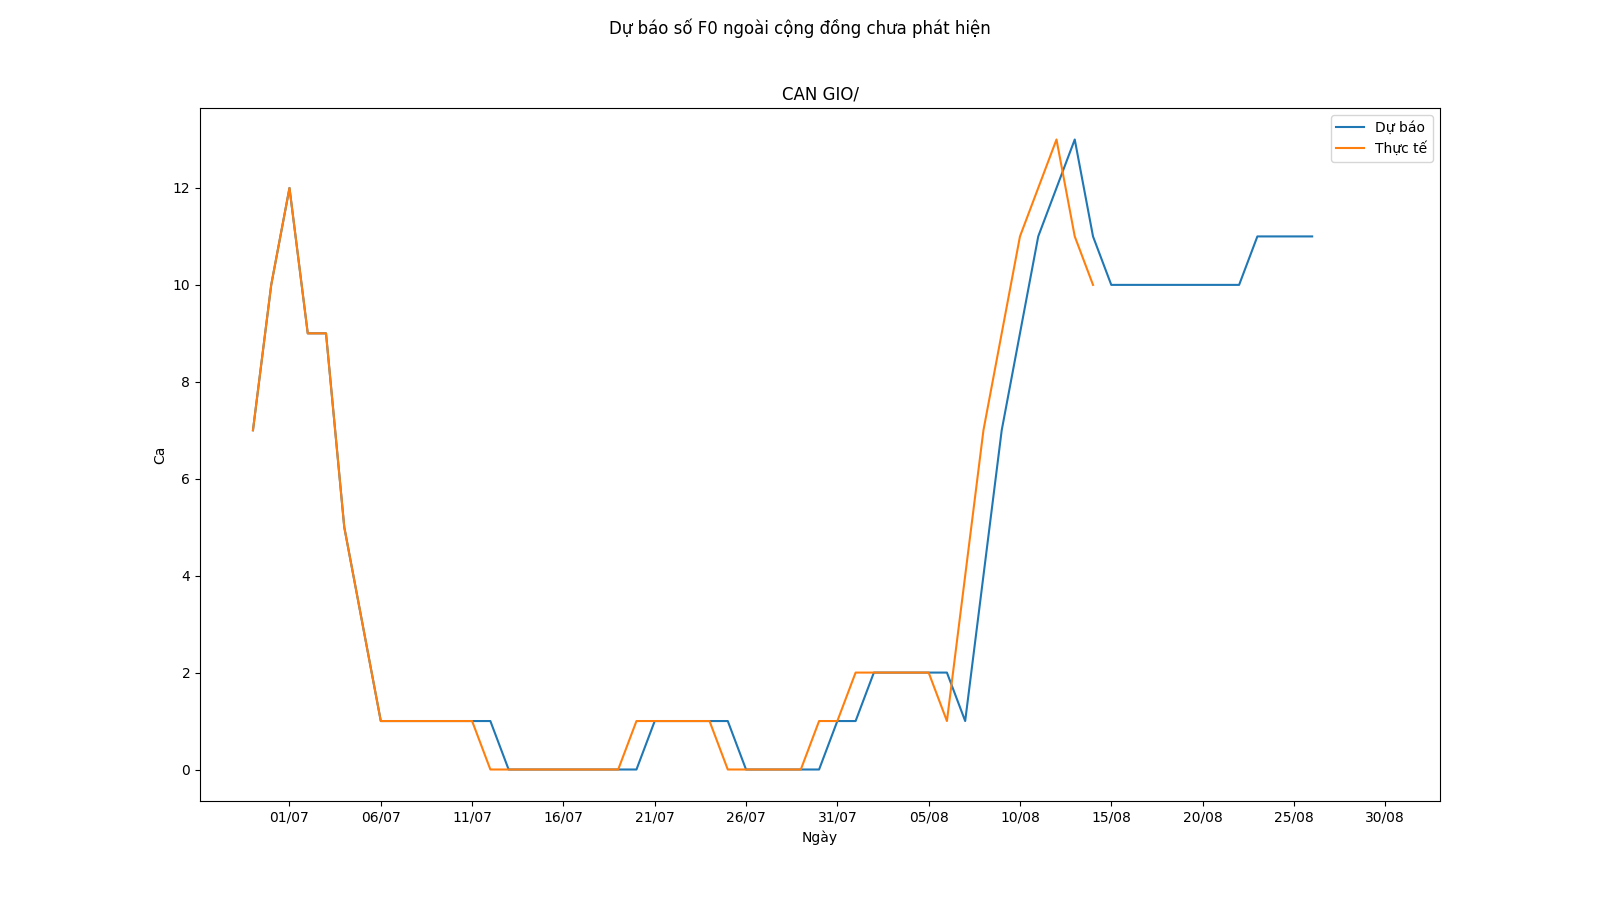 Dự báo số F0 ngoài cộng đồng chưa phát hiện
CAN GIO/
Dự báo
Thực tế
12
10
8
6
4
2
0
Ca
01/07 06/07 11/07 16/07 21/07 26/07 31/07 05/08 10/08 15/08 20/08 25/08 30/08
Ngày